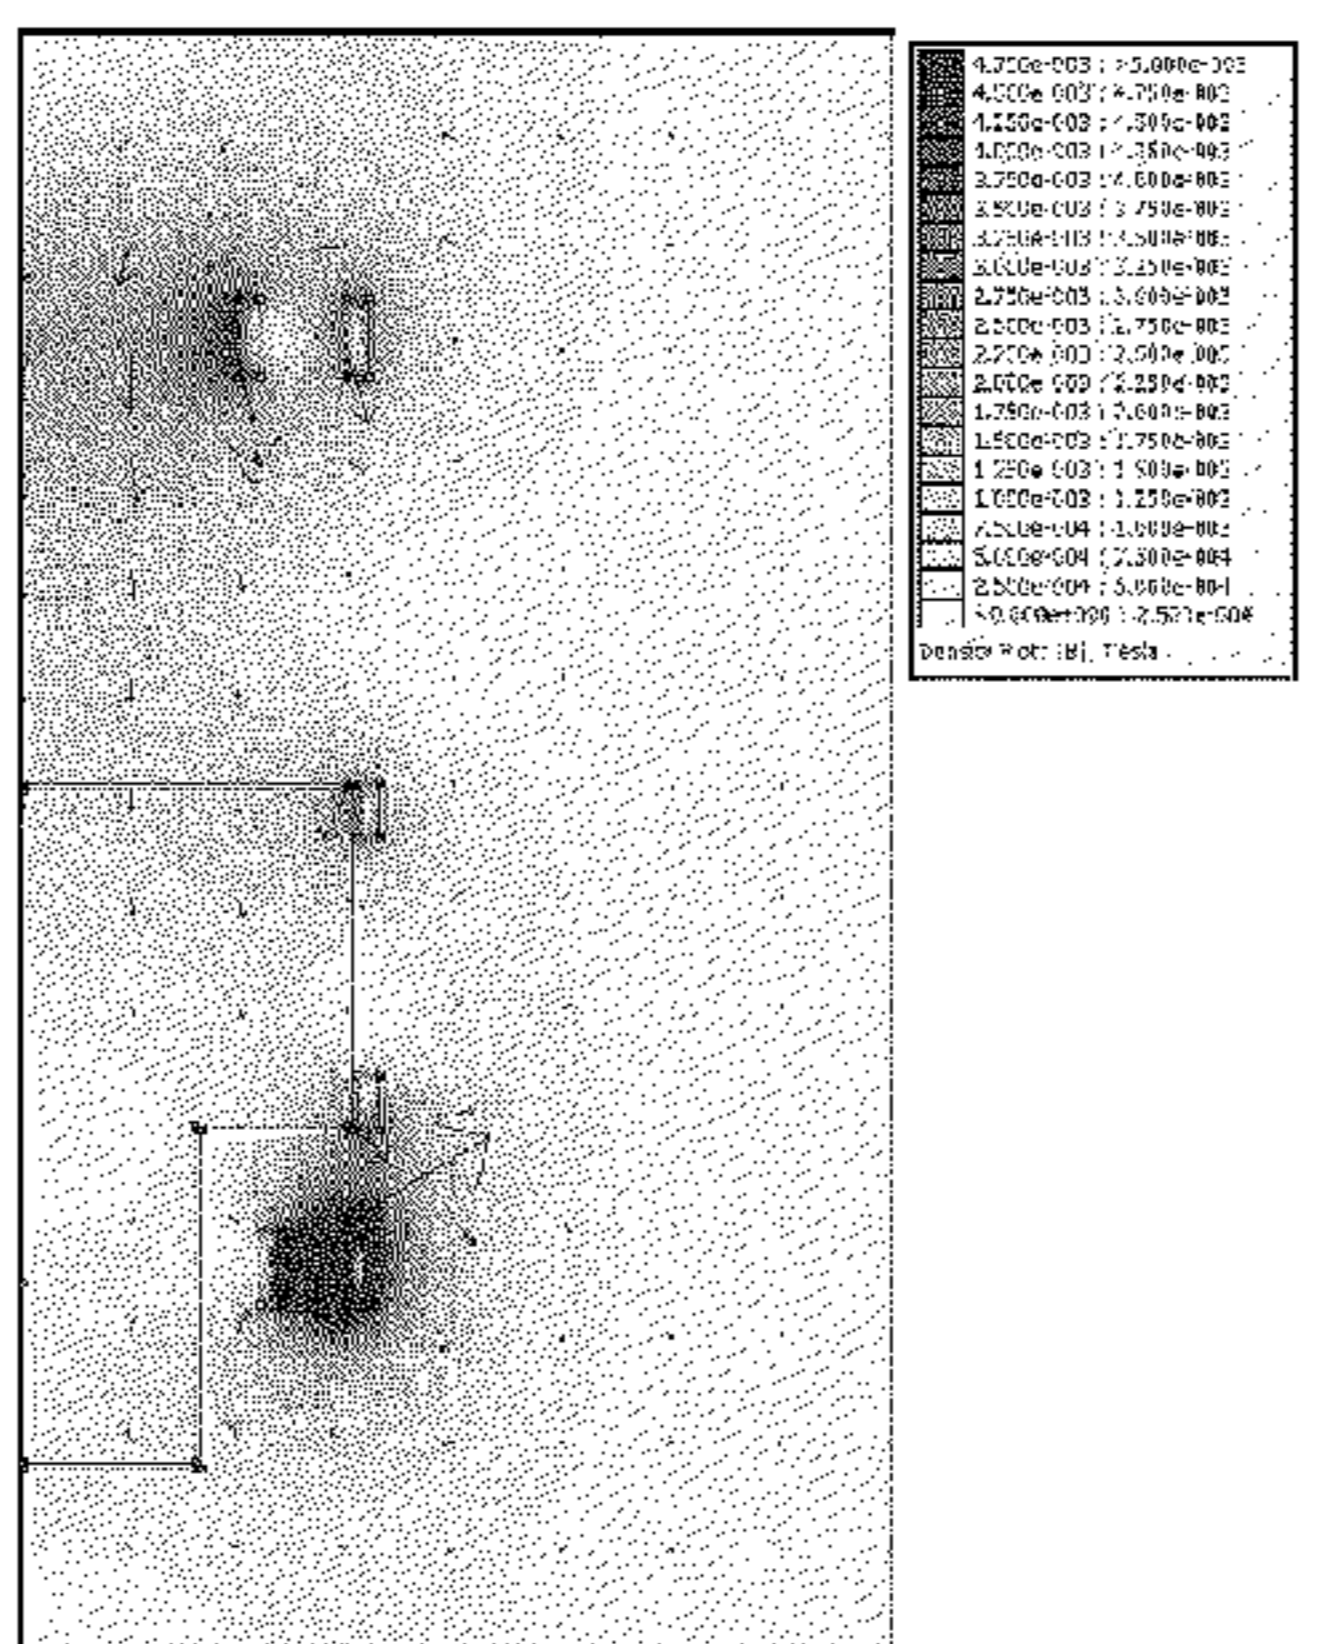 4.750e-003 : >5.000e-003
4.500e-003 : 4.750e-003
4.250e-003 : 4.500e-003
4.000e-003 : 4.250e-003
3.750e-003 : 4.000e-003
3.500e-003 : 3.750e-003
3.250e-003 : 3.500e-003
3.000e-003 : 3.250e-003
2.750e-003 : 3.000e-003
2.500e-003 : 2.750e-003
2.250e-003 : 2.500e-003
2.000e-003 : 2.250e-003
1.750e-003 : 2.000e-003
1.500e-003 : 1.750e-003
1.250e-003 : 1.500e-003
1.000e-003 : 1.250e-003
7.500e-004 : 1.000e-003
5.000e-004 : 7.500e-004
2.500e-004 : 5.000e-004
<0.000e+000 : 2.500e-004
Density Plot: |B|, Tesla